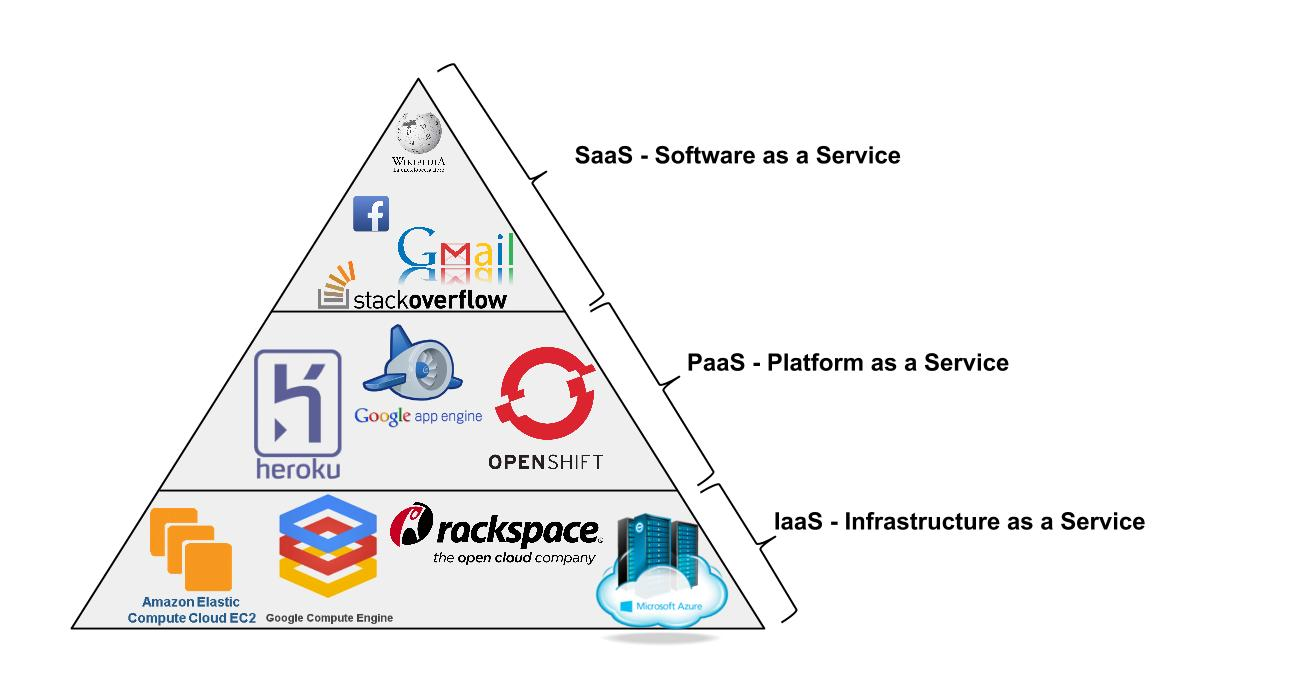 WIKIPEDIA
SaaS - Software as a Service
f
Gmail
stackoverflow
PaaS - Platform as a Service
heroku
Google app engine
OPENSHIFT
IaaS - Infrastructure as a Service
rackspace
the open cloud company
Amazon Elastic
Compute Cloud EC2
Google Compute Engine
Microsoft Azure